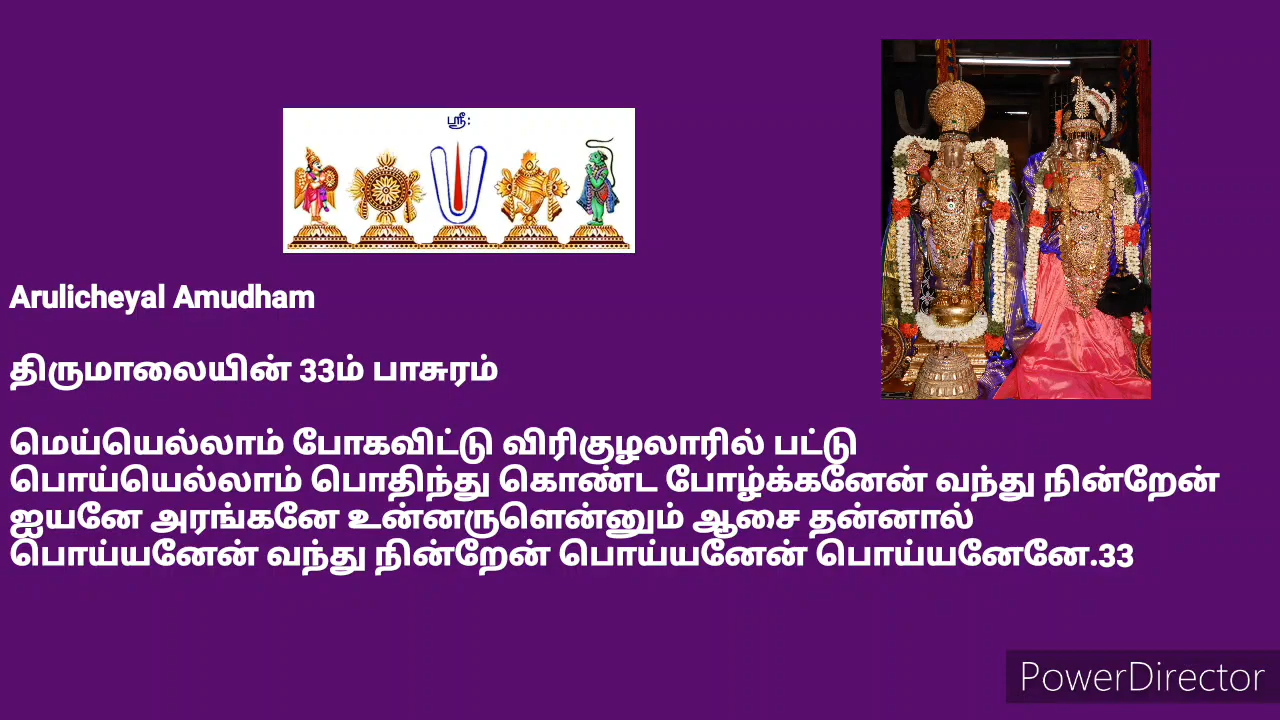 ஸ்ரீ:
Arulicheyal Amudham
திருமாலையின் 33ம் பாசுரம்
மெய்யெல்லாம் போகவிட்டு விரிகுழலாரில் பட்டு
பொய்யெல்லாம் பொதிந்து கொண்ட போழ்க்கனேன் வந்து நின்றேன்
ஐயனே அரங்கனே உன்னருளென்னும் ஆசை தன்னால்
பொய்யனேன் வந்து நின்றேன் பொய்யனேன் பொய்யனேனே.33
PowerDirector